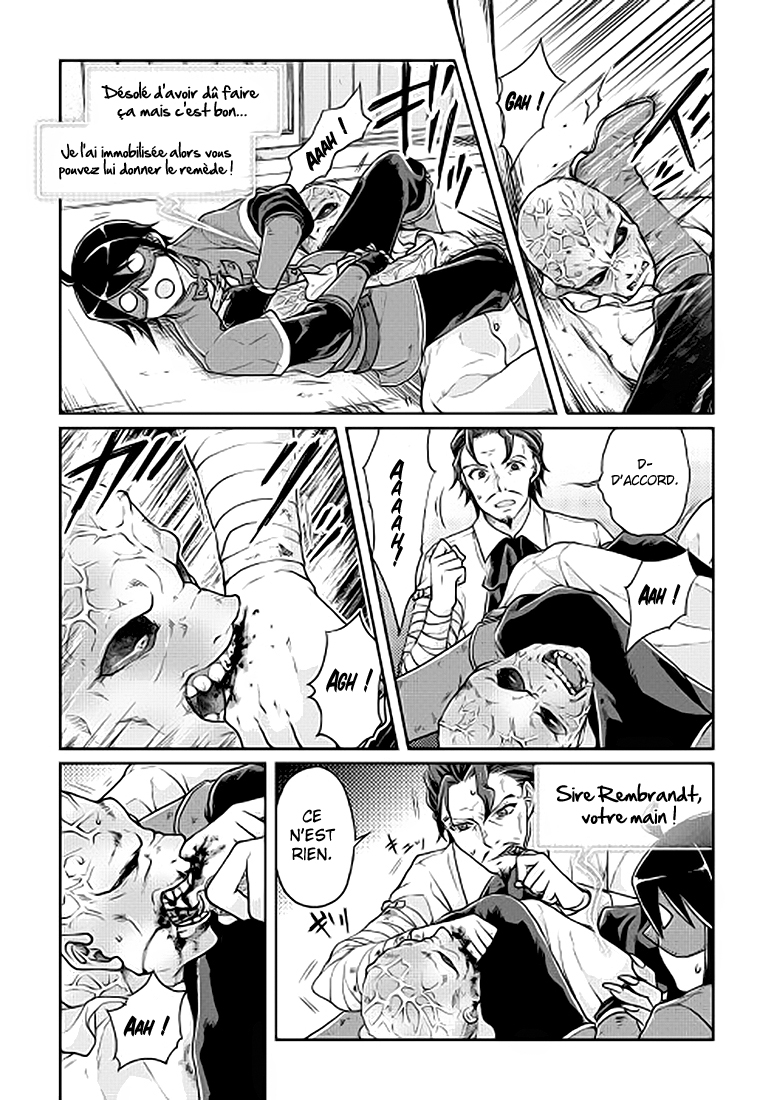 GAH !
Désolé d'avoir dû faire
ça mais c'est bon...
Je l'ai immobilisée alors vous
pouvez lui donner le remède !
AAAH !
D-
D'ACCORD.
AAAAAH!
AAH !
AGH !
Sire Rembrandt,
votre main !
CE
N'EST
RIEN.
AAH !